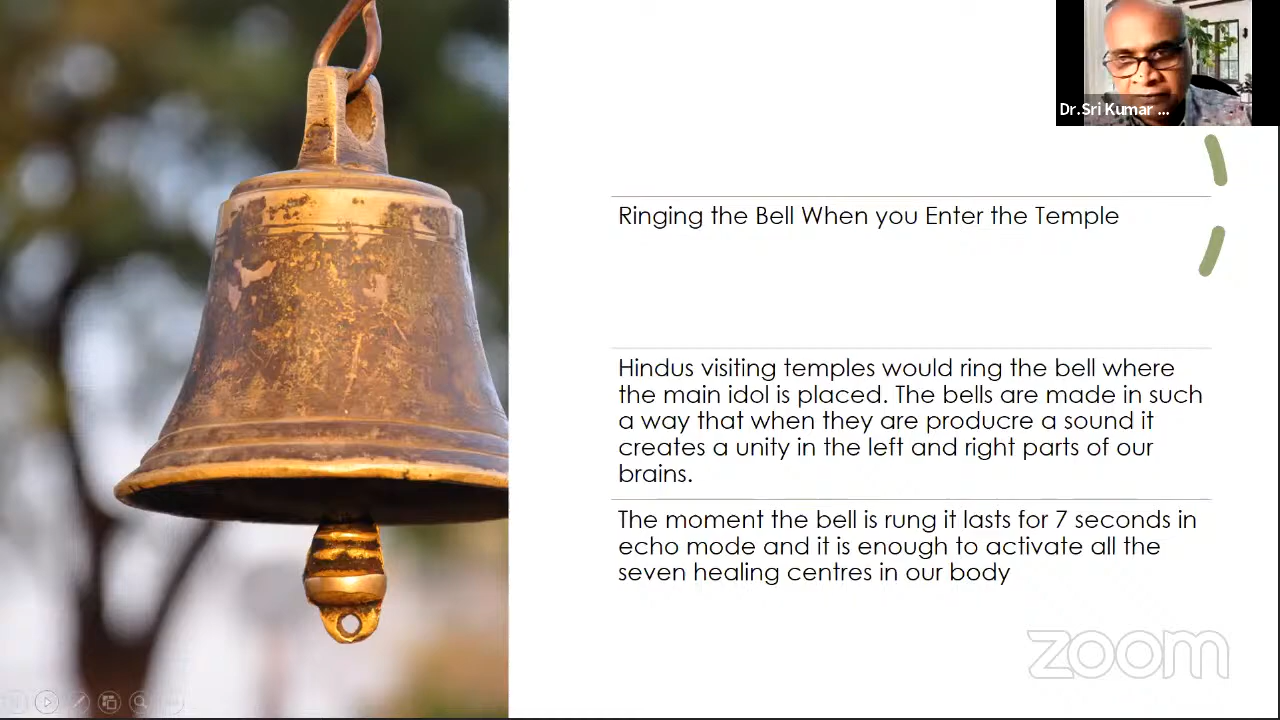 Dr.Sri Kumar ...
Ringing the Bell When you Enter the Temple
Hindus visiting temples would ring the bell where
the main idol is placed. The bells are made in such
a way that when they are producre a sound it
creates a unity in the left and right parts of our
brains.
The moment the bell is rung it lasts for 7 seconds in
echo mode and it is enough to activate all the
seven healing centres in our body
zoom